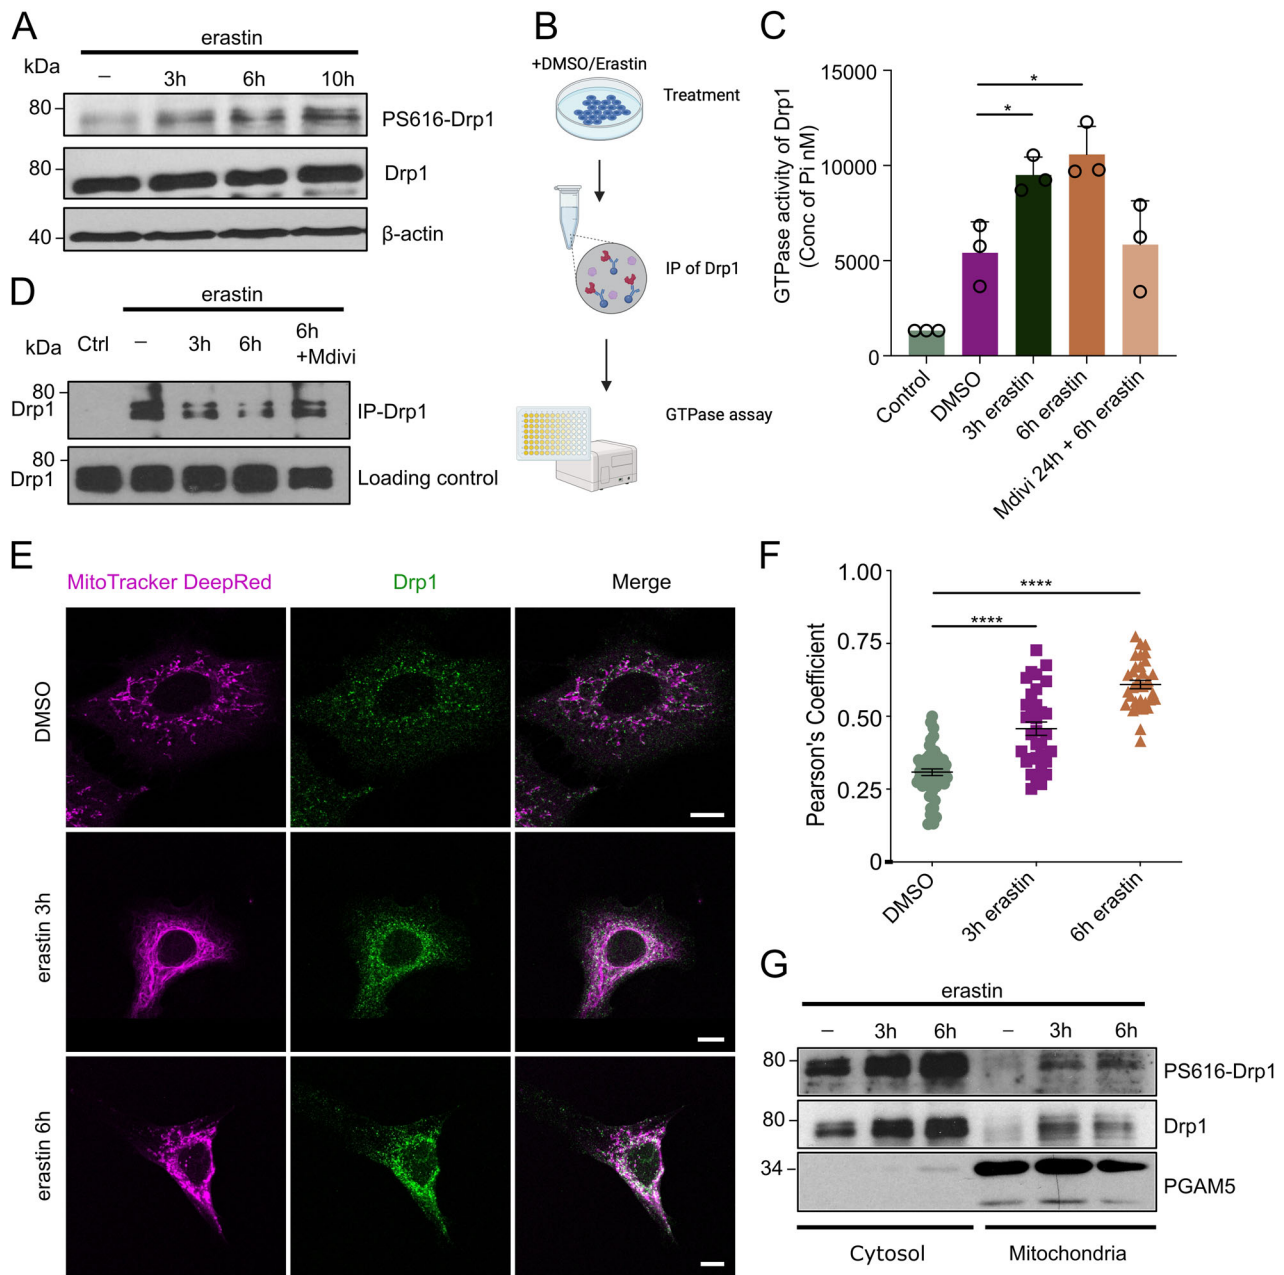 A
erastin
kDa
– 3h 6h 10h
80
PS616-Drp1
80
Drp1
40
β-actin
B
+DMSO/Erastin
Treatment
IP of Drp1
GTPase assay
C
GTPase activity of Drp1
(Conc of Pi nM)
15000
10000
5000
0
*
*
Control
DMSO
3h erastin
6h erastin
Mdivi 24h + 6h erastin
D
erastin
kDa
Ctrl – 3h 6h 6h
+Mdivi
80
Drp1
IP-Drp1
80
Drp1
Loading control
E
MitoTracker DeepRed Drp1 Merge
DMSO
erastin 3h
erastin 6h
F
Pearson's Coefficient
1.00
0.75
0.50
0.25
0
****
****
DMSO
3h erastin
6h erastin
G
erastin
– 3h 6h – 3h 6h
80
PS616-Drp1
80
Drp1
34
PGAM5
Cytosol Mitochondria